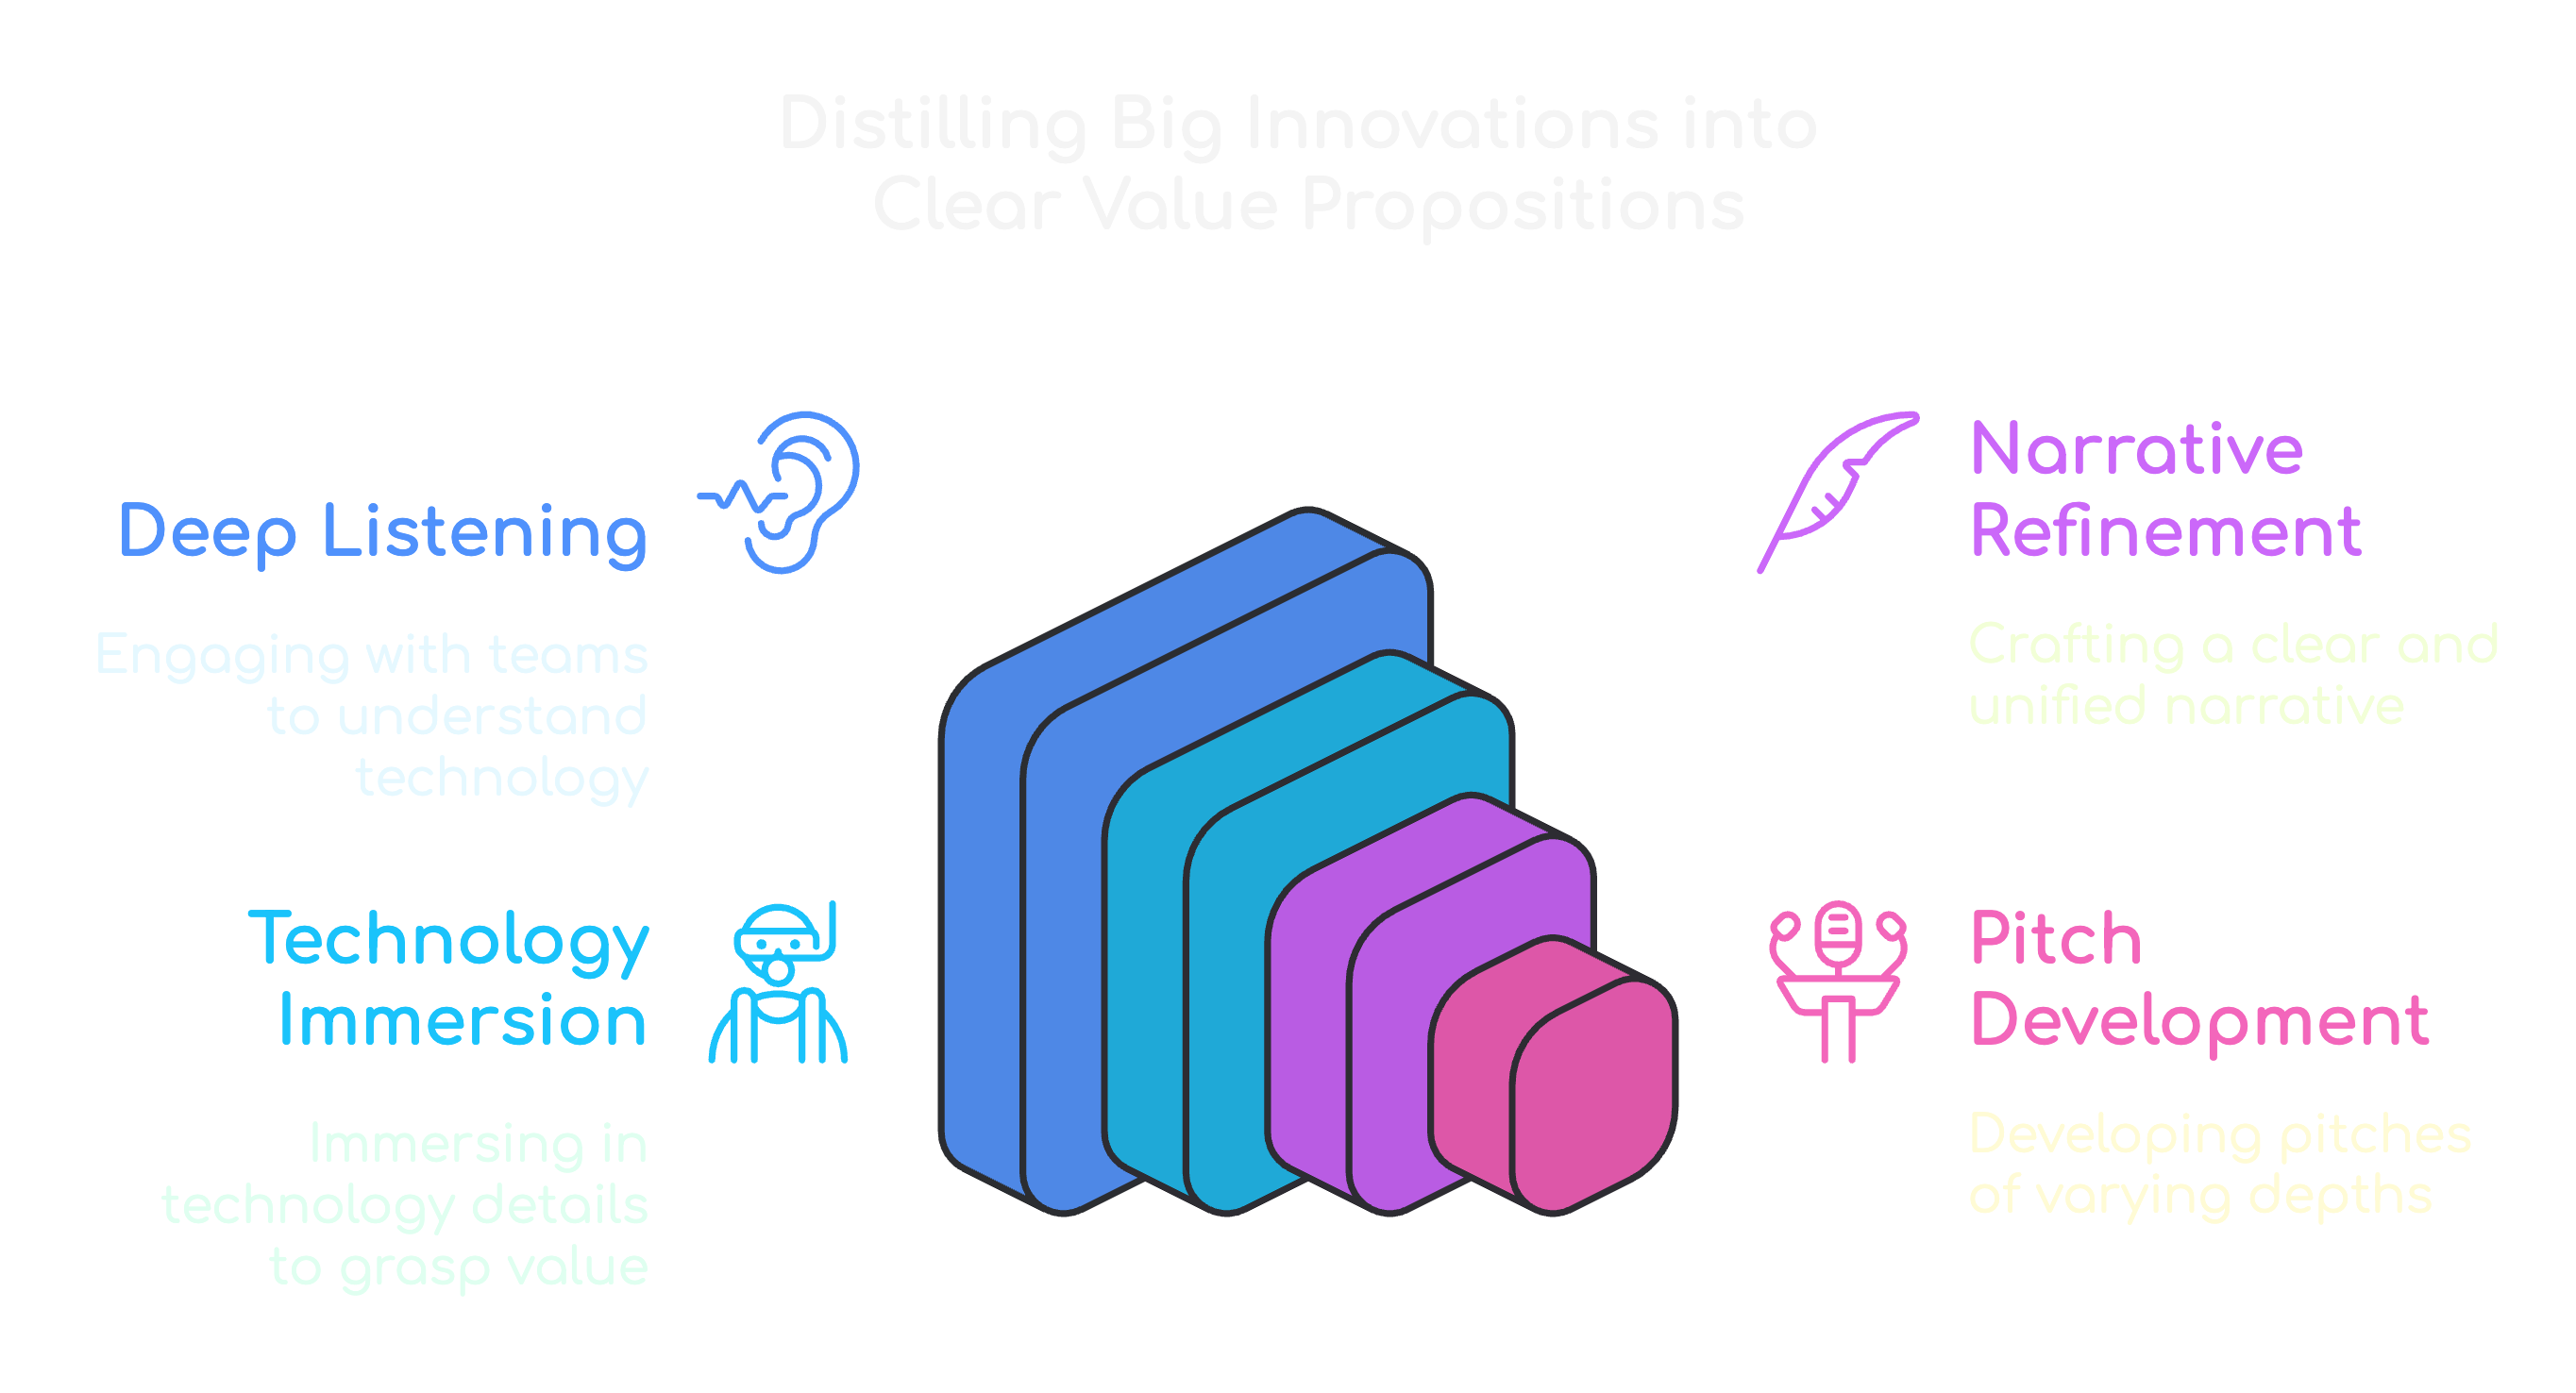 Distilling Big Innovations into
Clear Value Propositions
Deep Listening
Engaging with teams
to understand
technology
Technology
Immersion
Immersing in
technology details
to grasp value
Narrative
Refinement
Crafting a clear and
unified narrative
Pitch
Development
Developing pitches
of varying depths